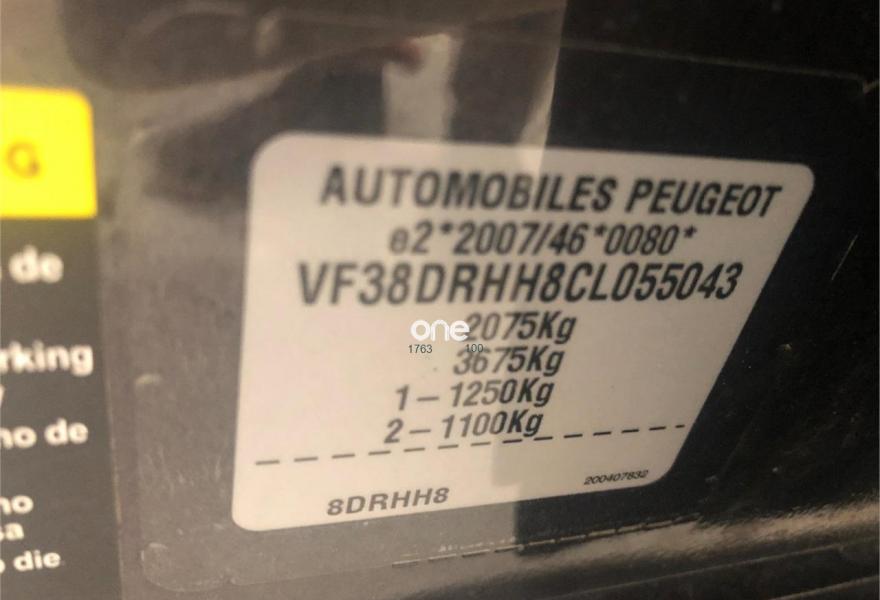 G
de
AUTOMOBILES PEUGEOT
e2*2007/46*0080*
VF38DRHH8CL055043
one
1763 100
2075Kg
3675Kg
1-1250Kg
2-1100Kg
8DRHH8 200407832
rking
no de
no
sa
die